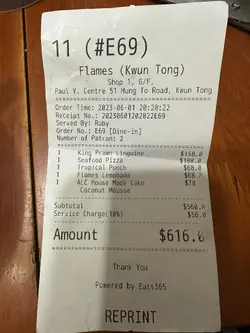 11 (#E69)
Flames (Kwun Tong)
Shop 1, G/F,
Paul Y. Centre 51 Hung To Road, Kwun Tong
Order Time: 2023-06-01 20:28:22
Receipt No.: 20230601202822E69
Served By: Ruby
Order No.: E69 [Dine-in]
Number of Patron: 2
1 King Prawn Linguine $158.0
1 Seafood Pizza $188.0
1 Tropical Punch $68.0
1 Flames Lemonade $68.0
1 ALC House Made Cake $78
Coconut Mousse
Subtotal $560.0
Service Charge(10%) $56.0
Amount $616.0
Thank You
Powered by Eats365
REPRINT